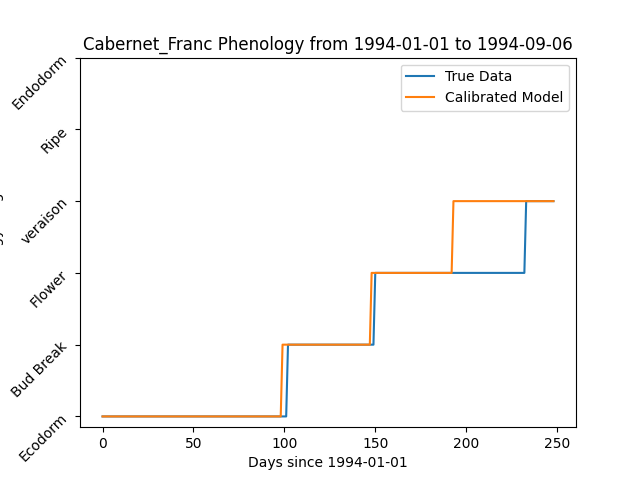 Cabernet_Franc Phenology from 1994-01-01 to 1994-09-06
True Data
Calibrated Model
Endodorm
Ripe
veraison
Flower
Bud Break
Ecodorm
0 50 100 150 200 250
Days since 1994-01-01